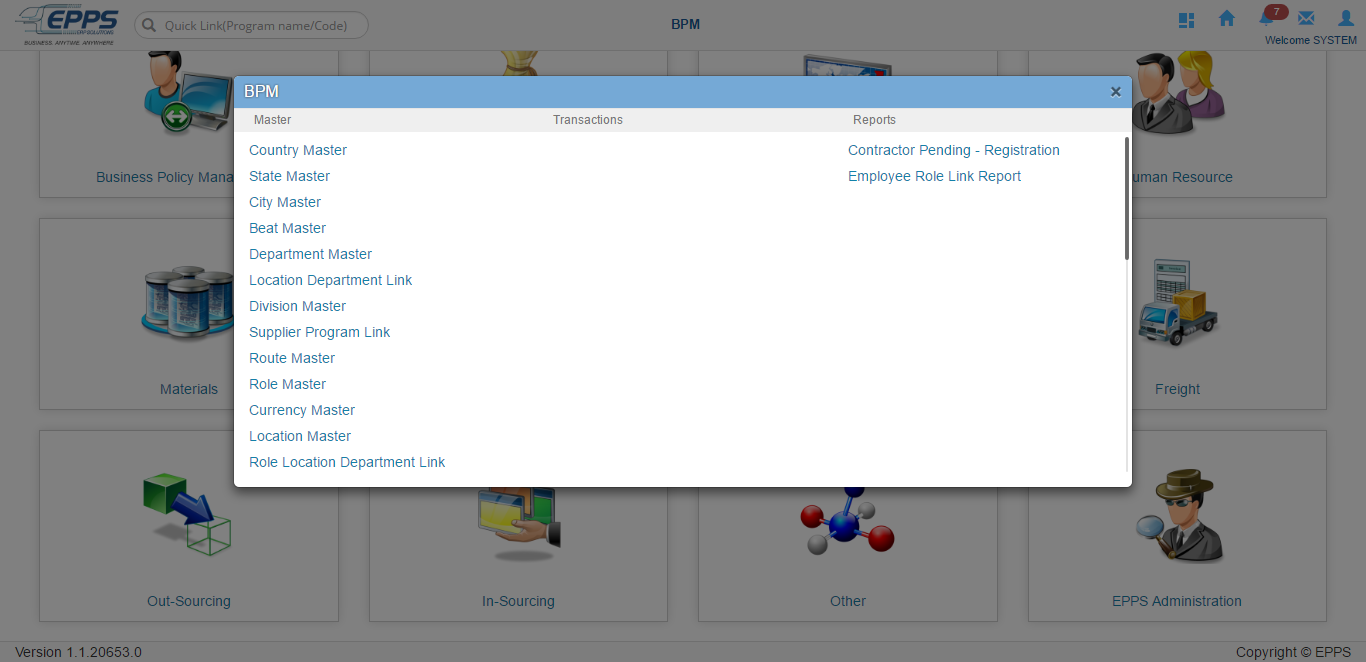 EPPS
BUSINESS. ANYTIME. ANYWHERE
Quick Link(Program name/Code)
BPM
7
Welcome SYSTEM
BPM
×
Master Transactions Reports
Country Master
Contractor Pending - Registration
State Master
Employee Role Link Report
City Master
Beat Master
Department Master
Location Department Link
Division Master
Supplier Program Link
Route Master
Role Master
Currency Master
Location Master
Role Location Department Link
Business Policy Mana
uman Resource
Materials
Freight
Out-Sourcing
In-Sourcing
Other
EPPS Administration
Version 1.1.20653.0
Copyright © EPPS